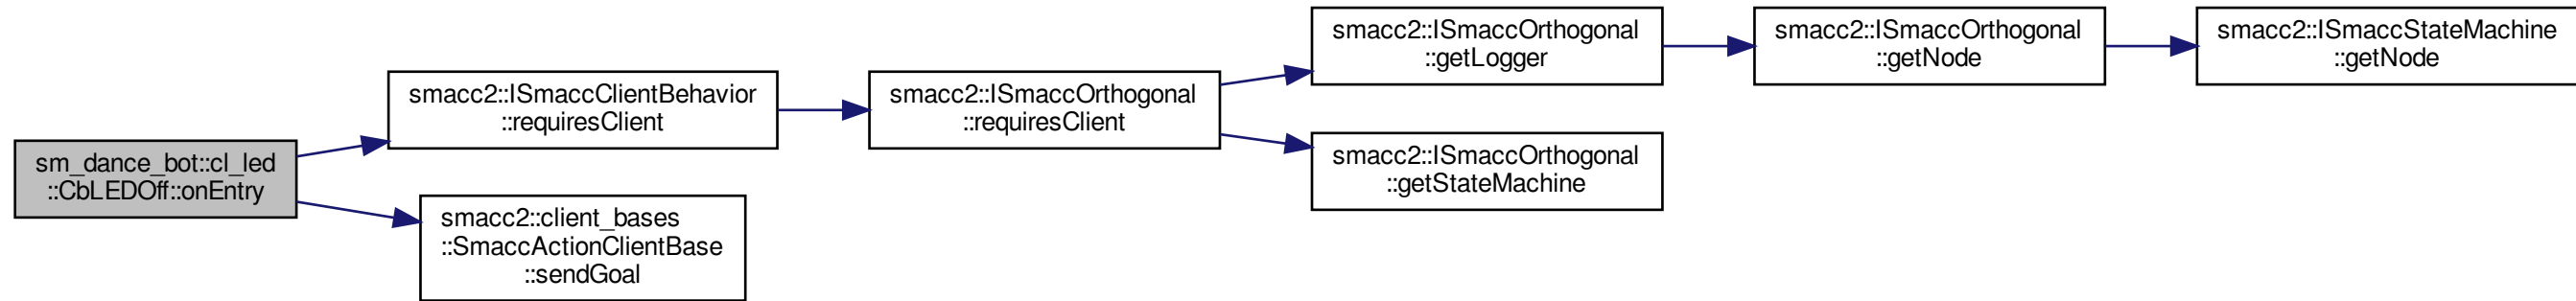 sm_dance_bot::cl_led
::CbLEDOff::onEntry
smacc2::ISmaccClientBehavior
::requiresClient
smacc2::ISmaccOrthogonal
::requiresClient
smacc2::ISmaccOrthogonal
::getLogger
smacc2::ISmaccOrthogonal
::getNode
smacc2::ISmaccStateMachine
::getNode
smacc2::ISmaccOrthogonal
::getStateMachine
smacc2::client_bases
::SmaccActionClientBase
::sendGoal